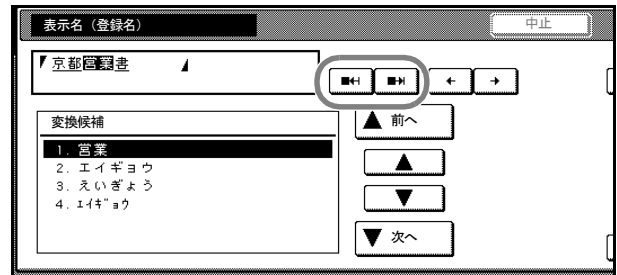 表示名（登録名）
中止
京都営業書
変換候補
前へ
1. 営業
2. エイギョウ
3. えいぎょう
4. ｴｲｷﾞｮｳ
次へ